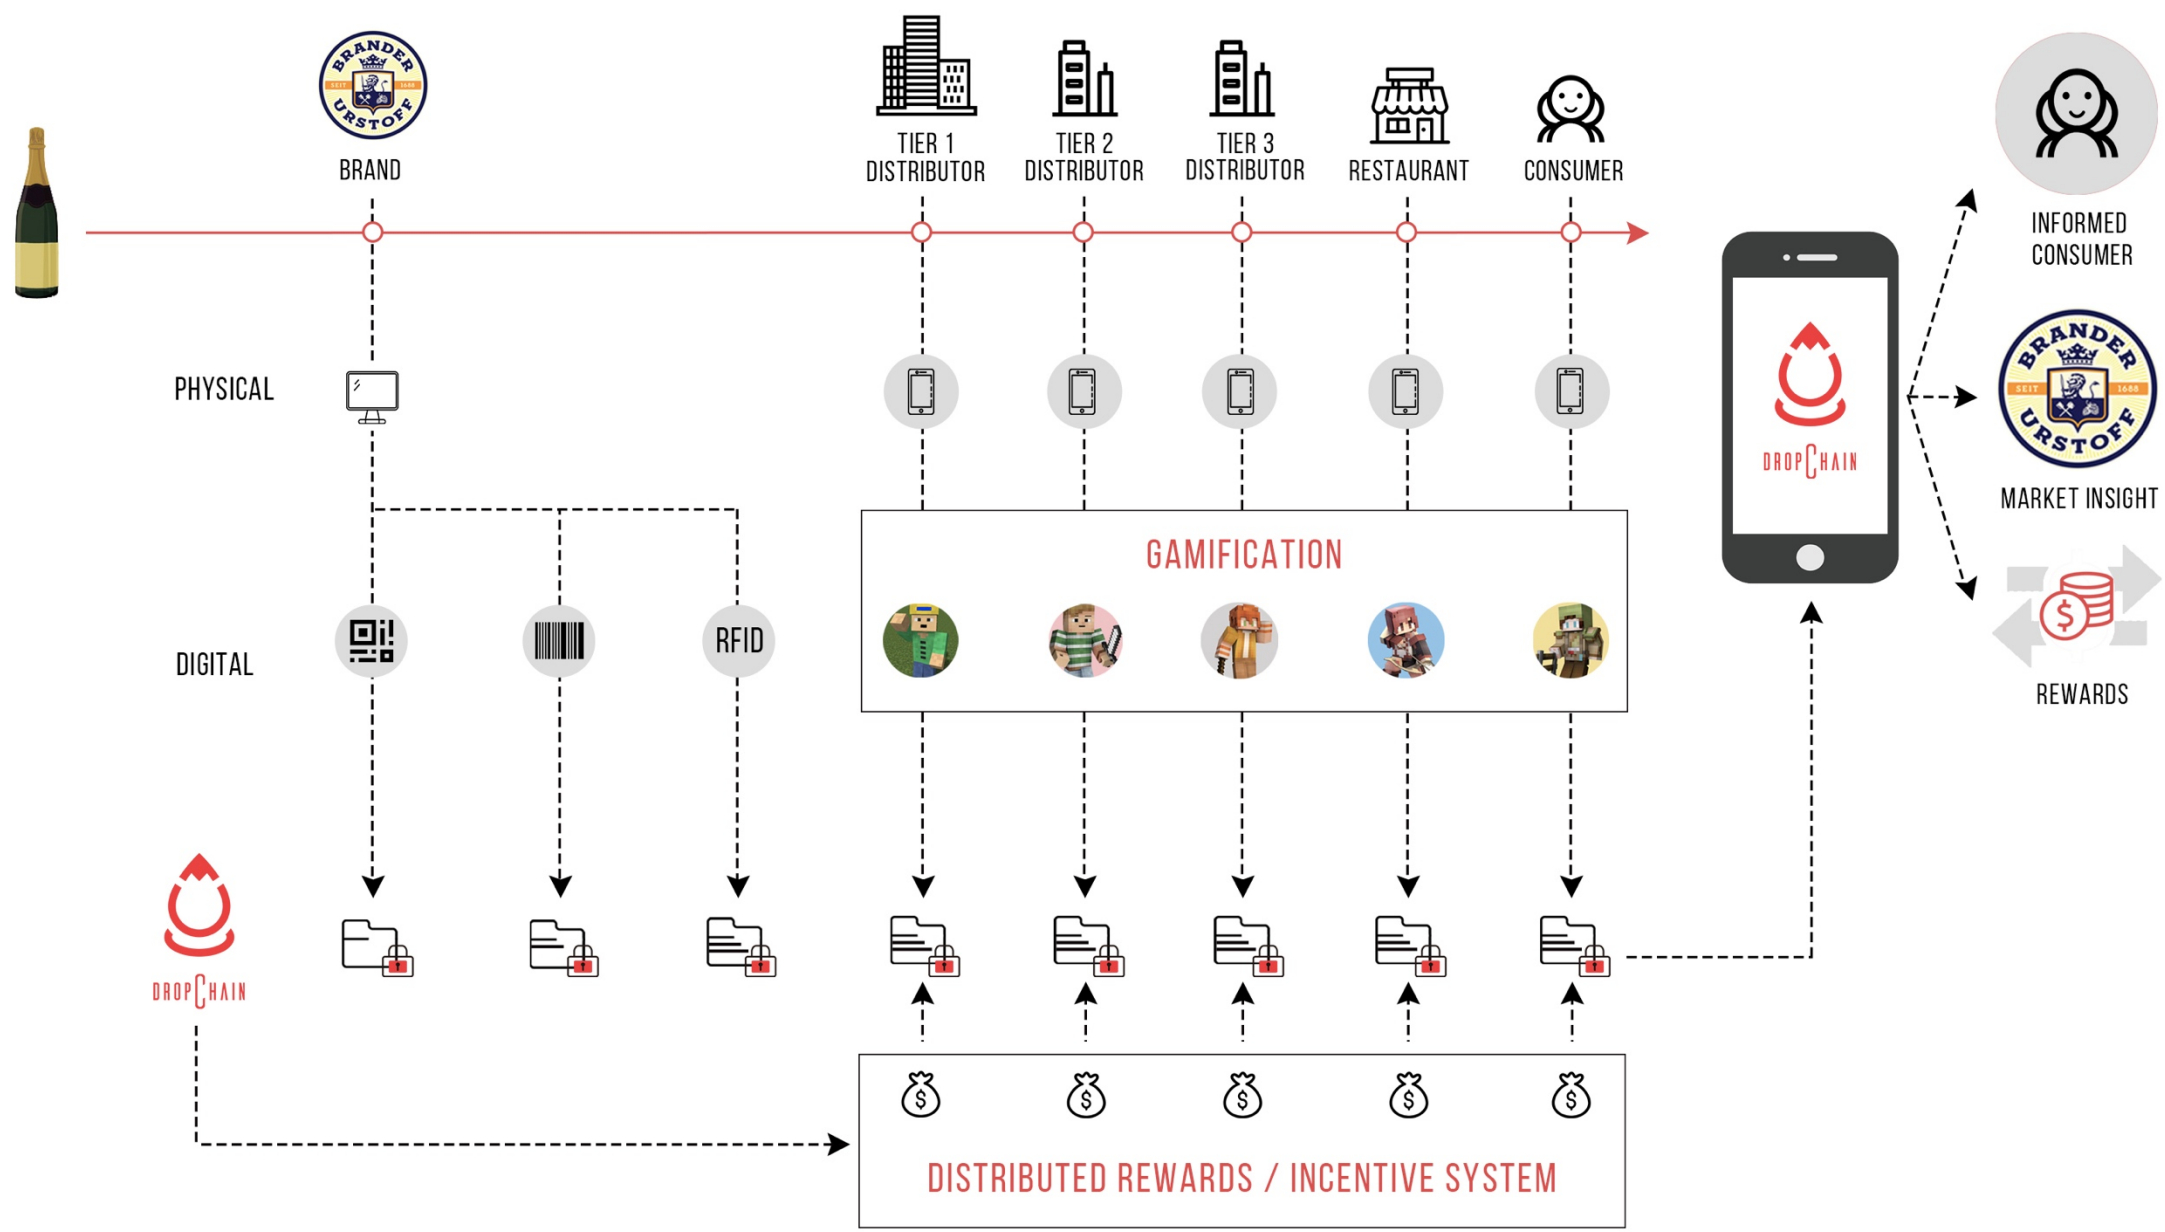 BRANDER
SEIT 1688
URSTOFF
BRAND
TIER 1
DISTRIBUTOR
TIER 2
DISTRIBUTOR
TIER 3
DISTRIBUTOR
RESTAURANT
CONSUMER
INFORMED
CONSUMER
PHYSICAL
DROPCHAIN
BRANDER
SEIT 1688
URSTOFF
MARKET INSIGHT
GAMIFICATION
DIGITAL
RFID
$
REWARDS
DROPCHAIN
$ $ $ $ $
DISTRIBUTED REWARDS / INCENTIVE SYSTEM